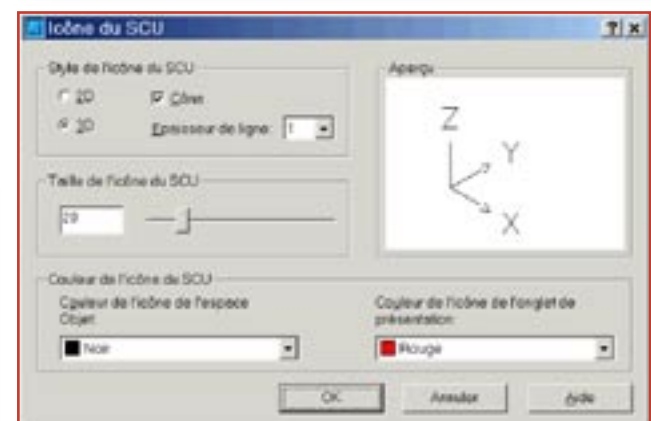 Icône du SCU
Style de l'icône du SCU
2D
Cônes
3D
Epaisseur de ligne: 1
Taille de l'icône du SCU
Aperçu
Z
Y
X
Couleur de l'icône du SCU
Couleur de l'icône de l'espace
Objet:
Noir
Couleur de l'icône de l'onglet de
présentation:
Rouge
OK
Annuler
Aide